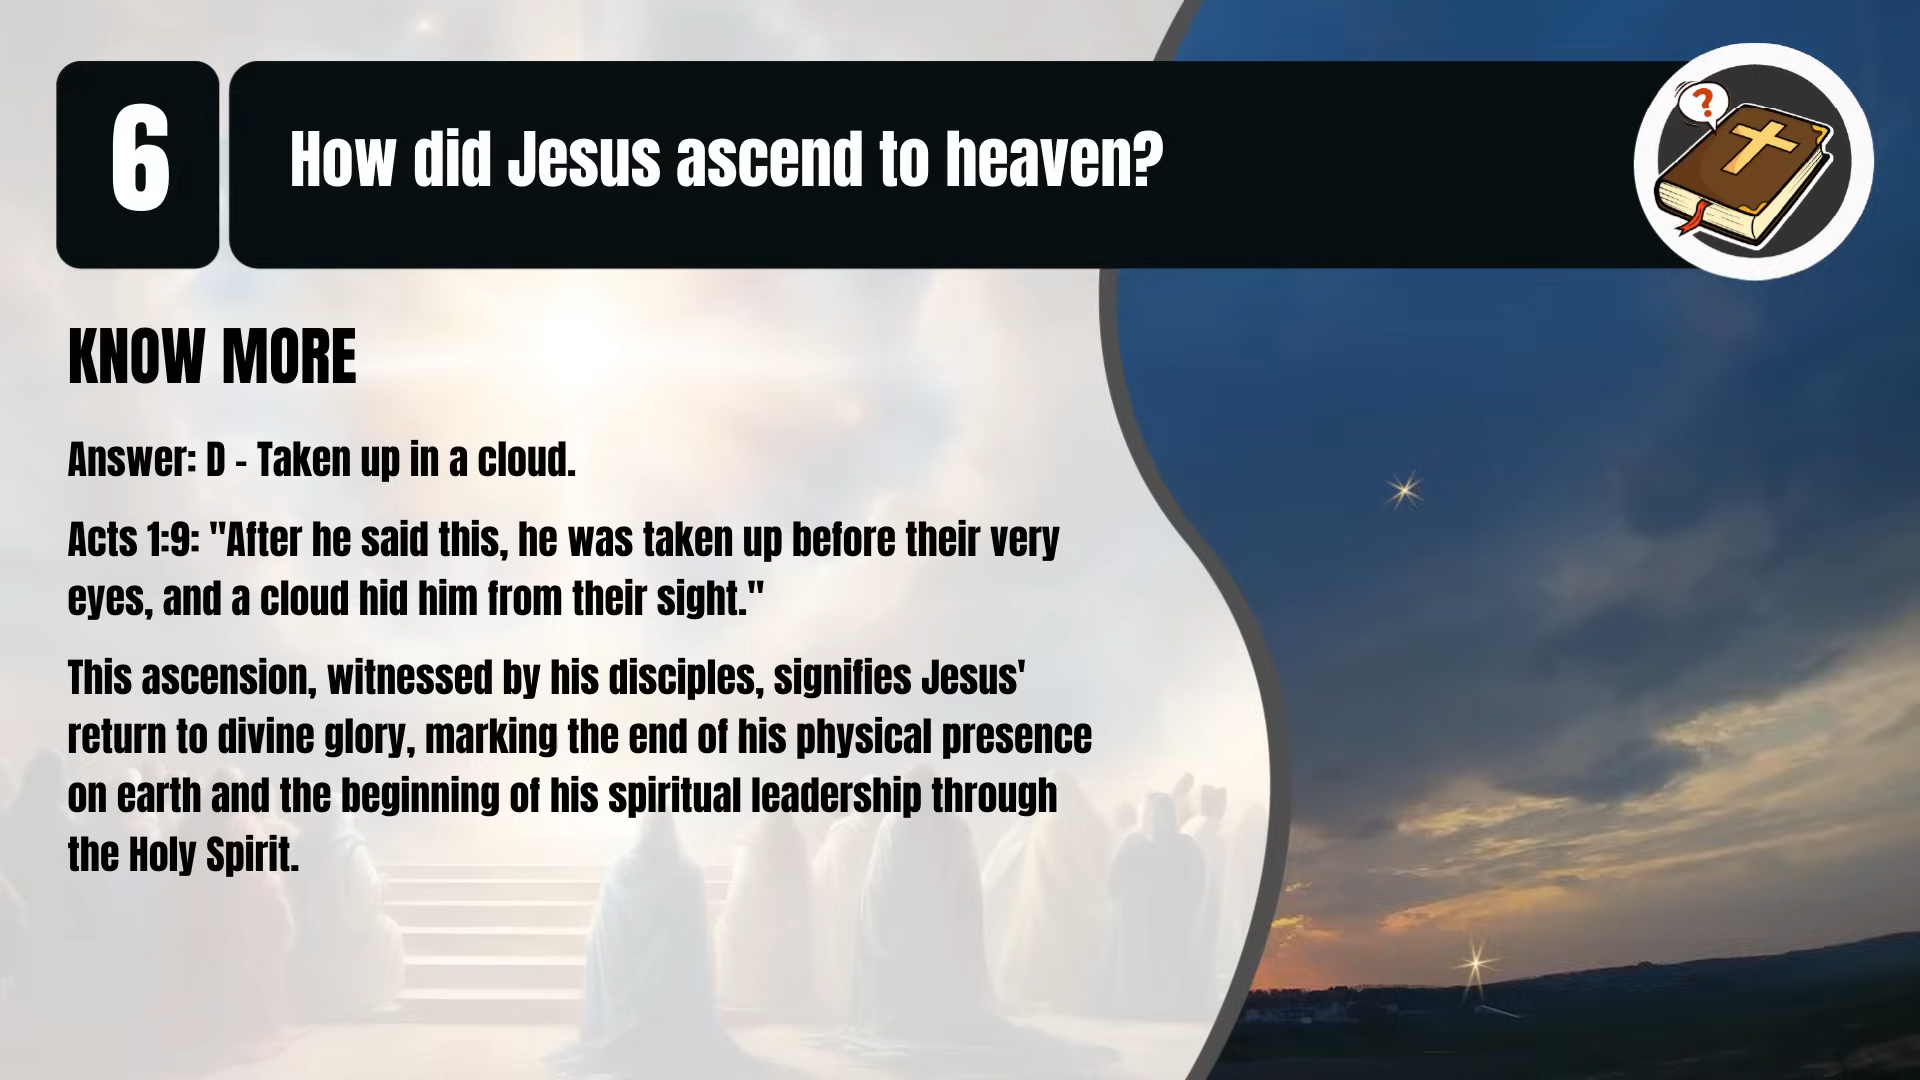 6
How did Jesus ascend to heaven?
?
KNOW MORE
Answer: D - Taken up in a cloud.
Acts 1:9: "After he said this, he was taken up before their very
eyes, and a cloud hid him from their sight."
This ascension, witnessed by his disciples, signifies Jesus'
return to divine glory, marking the end of his physical presence
on earth and the beginning of his spiritual leadership through
the Holy Spirit.